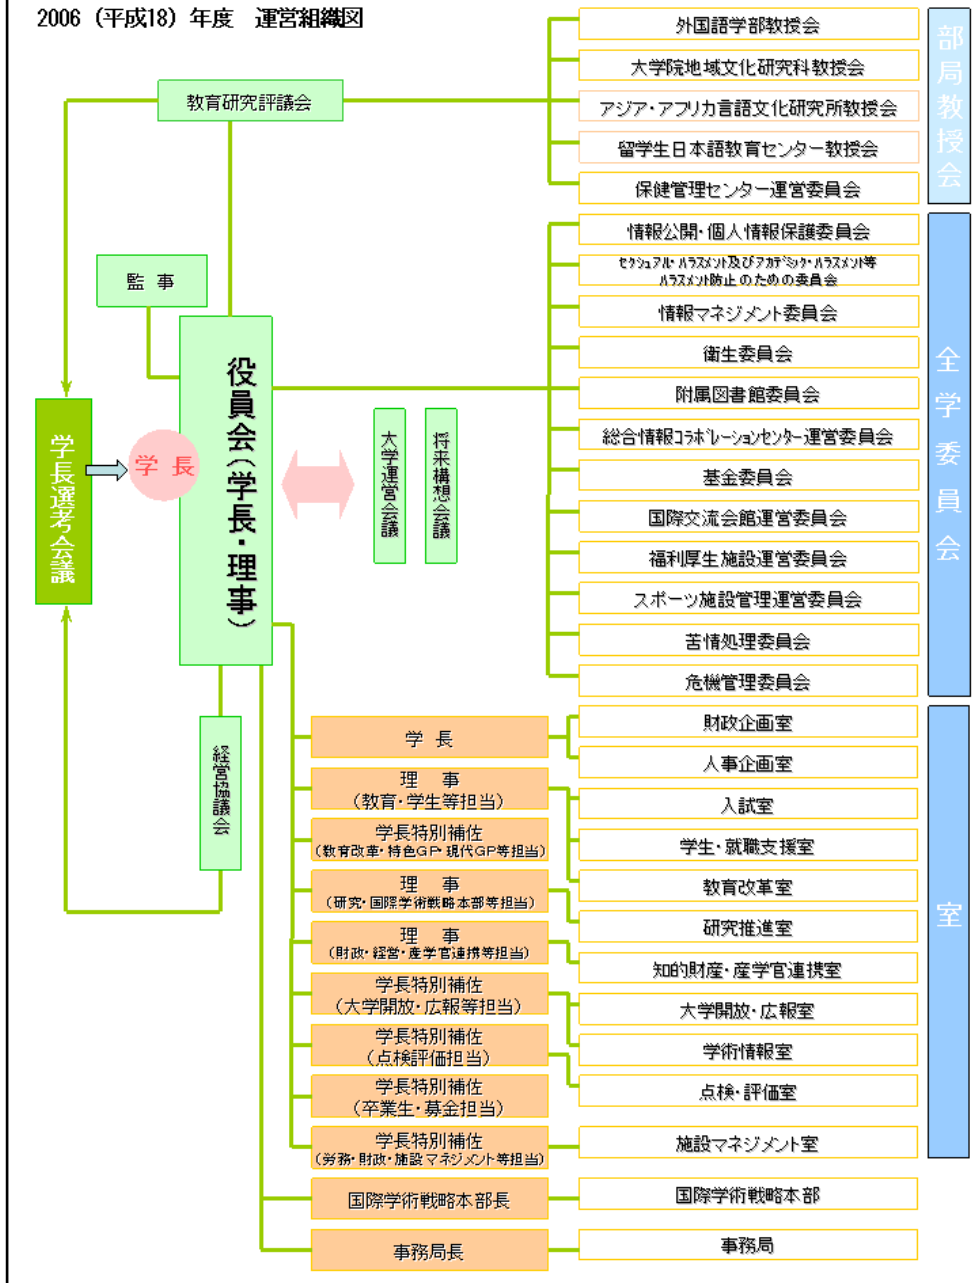 2006（平成18）年度　運営組織図
外国語学部教授会
大学院地域文化研究科教授会
教育研究評議会
アジア・アフリカ言語文化研究所教授会
留学生日本語教育センター教授会
保健管理センター運営委員会
部局教授会
情報公開・個人情報保護委員会
セクシュアル・ハラスメント及びアカデミック・ハラスメント等
ハラスメント防止のための委員会
情報マネジメント委員会
衛生委員会
附属図書館委員会
総合情報コラボレーションセンター運営委員会
基金委員会
国際交流会館運営委員会
福利厚生施設運営委員会
スポーツ施設管理運営委員会
苦情処理委員会
危機管理委員会
全学委員会
監事
役員会（学長・理事）
学長選考会議
学長
大学運営会議
将来構想会議
経営協議会
学長
財政企画室
人事企画室
理事
（教育・学生等担当）
入試室
学長特別補佐
（教育改革・特色GP・現代GP等担当）
学生・就職支援室
教育改革室
理事
（研究・国際学術戦略本部等担当）
研究推進室
理事
（財政・経営・産学官連携等担当）
知的財産・産学官連携室
学長特別補佐
（大学開放・広報等担当）
大学開放・広報室
学術情報室
学長特別補佐
（点検評価担当）
点検・評価室
学長特別補佐
（卒業生・募金担当）
学長特別補佐
（労務・財政・施設マネジメント等担当）
施設マネジメント室
室
国際学術戦略本部長
国際学術戦略本部
事務局長
事務局